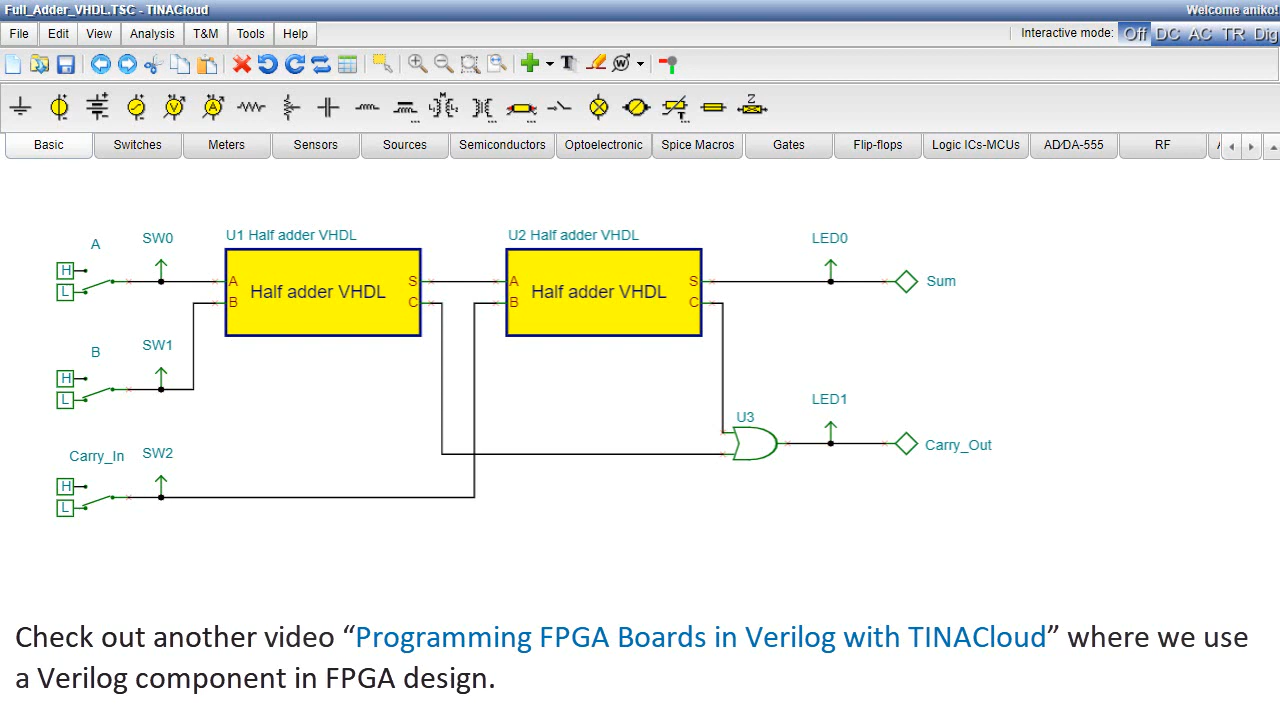 Full_Adder_VHDL.TSC - TINACloud
Welcome aniko!
File Edit View Analysis T&M Tools Help
Interactive mode: Off DC AC TR Dig
Basic Switches Meters Sensors Sources Semiconductors Optoelectronic Spice Macros Gates Flip-flops Logic ICs-MCUs AD/DA-555 RF
A
SW0
U1 Half adder VHDL
U2 Half adder VHDL
LED0
H
L
A
B
Half adder VHDL
S
C
A
B
Half adder VHDL
S
C
Sum
B
SW1
H
L
U3
LED1
Carry_Out
Carry_In
SW2
H
L
Check out another video “Programming FPGA Boards in Verilog with TINACloud” where we use
a Verilog component in FPGA design.